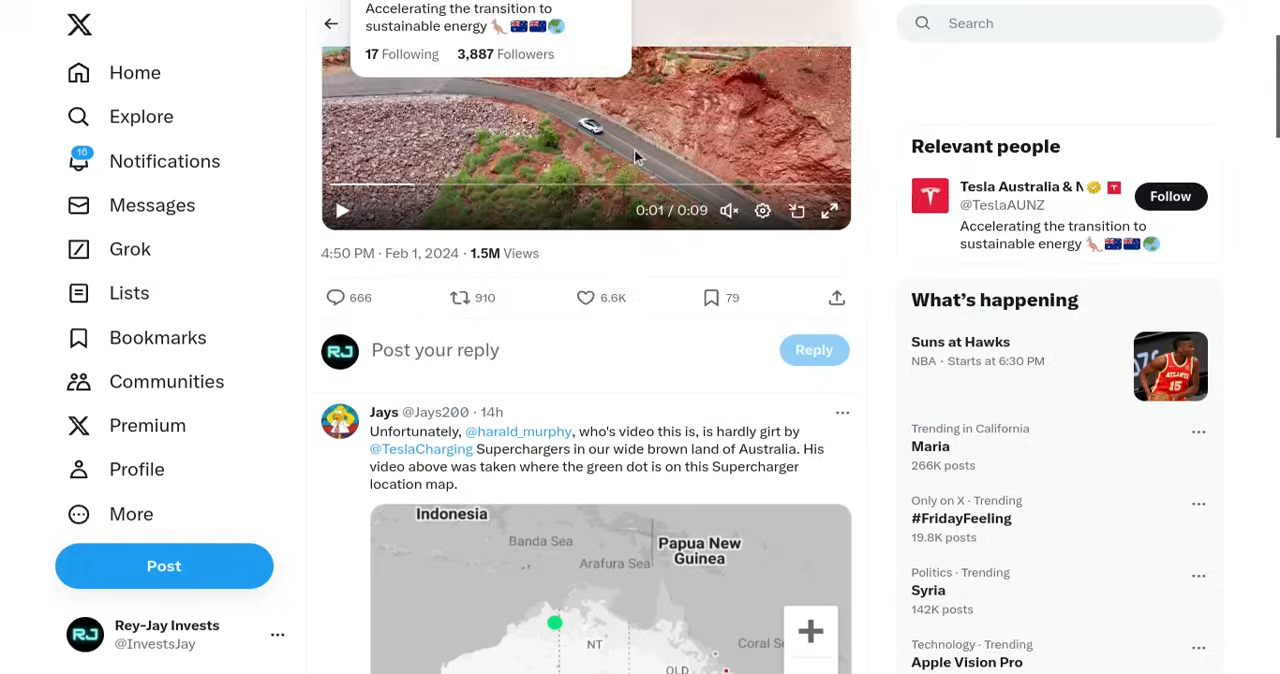 Accelerating the transition to
sustainable energy 🦘🇦🇺🇳🇿🌏
17 Following 3,887 Followers
0:01 / 0:09
4:50 PM · Feb 1, 2024 · 1.5M Views
666 910 6.6K 79
RJ Post your reply Reply
Jays @Jays200 · 14h
Unfortunately, @harald_murphy, who's video this is, is hardly girt by
@TeslaCharging Superchargers in our wide brown land of Australia. His
video above was taken where the green dot is on this Supercharger
location map.
Indonesia
Banda Sea
Papua New
Guinea
Arafura Sea
NT
Coral S
QLD
Home
Explore
16
Notifications
Messages
Grok
Lists
Bookmarks
Communities
Premium
Profile
More
Post
RJ
Rey-Jay Invests
@InvestsJay
Search
Relevant people
Tesla Australia & N
@TeslaAUNZ
Follow
Accelerating the transition to
sustainable energy 🦘🇦🇺🇳🇿🌏
What's happening
Suns at Hawks
NBA · Starts at 6:30 PM
ATLANTA
15
Trending in California
Maria
266K posts
Only on X · Trending
#FridayFeeling
19.8K posts
Politics · Trending
Syria
142K posts
Technology · Trending
Apple Vision Pro